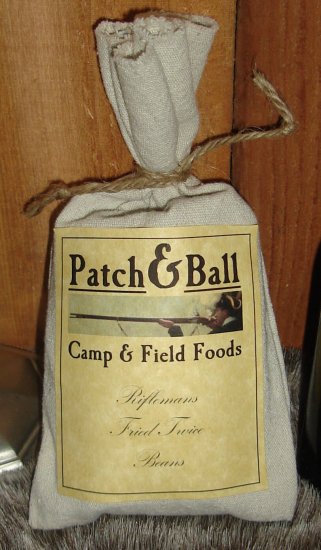 Patch & Ball
Camp & Field Foods
Riflemans
Fried Twice
Beans